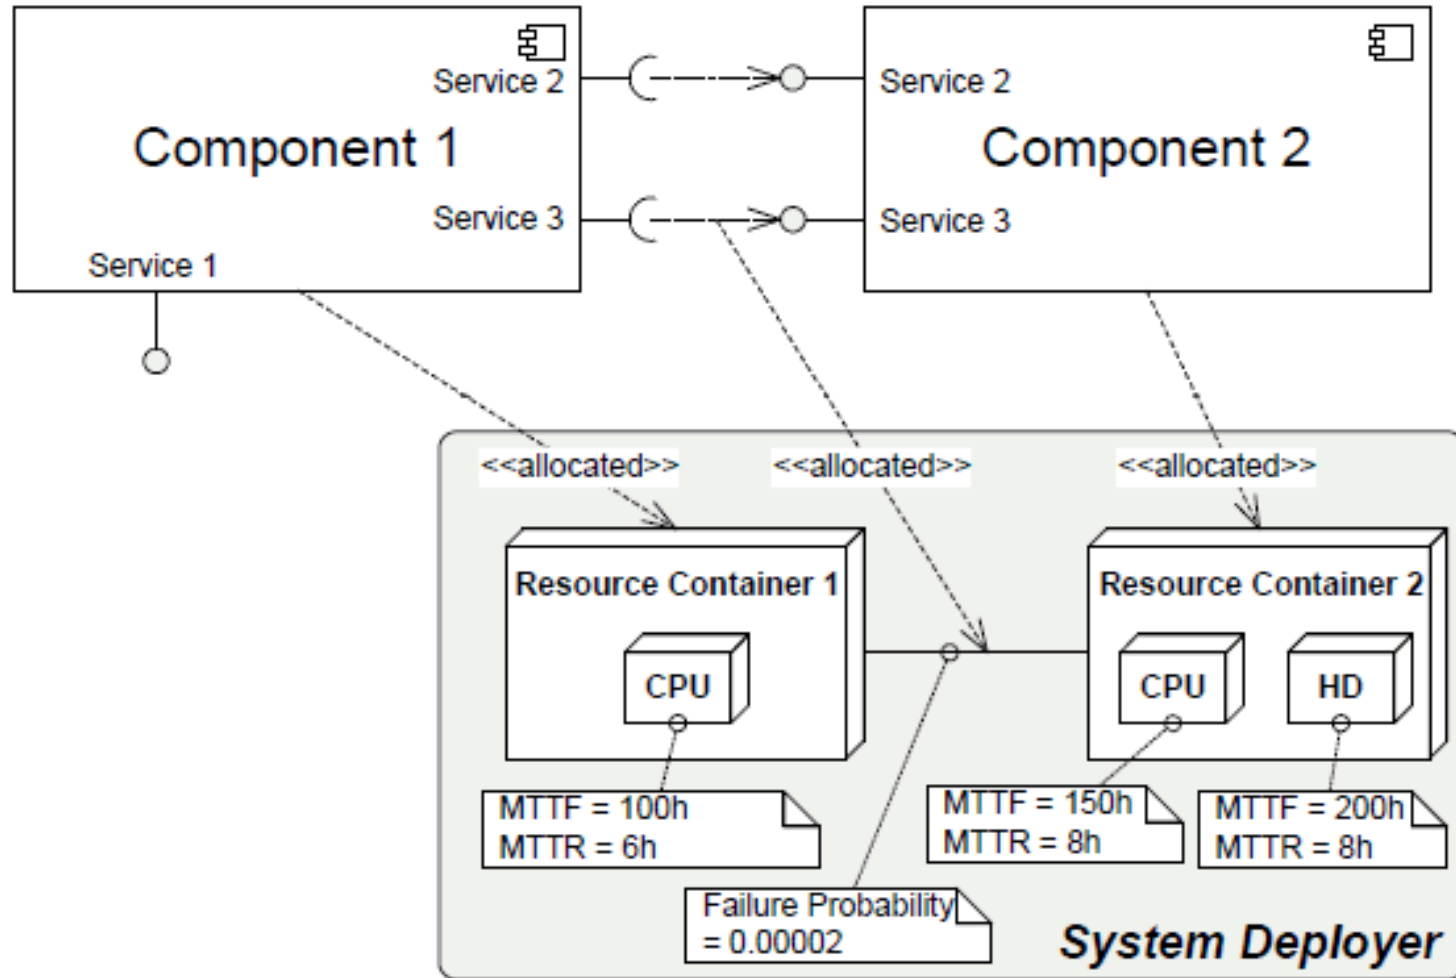 Service 2
Service 2
Component 1
Component 2
Service 3
Service 3
Service 1
<<allocated>>
<<allocated>>
<<allocated>>
Resource Container 1
Resource Container 2
CPU
CPU
HD
MTTF = 100h
MTTR = 6h
MTTF = 150h
MTTR = 8h
MTTF = 200h
MTTR = 8h
Failure Probability
= 0.00002
System Deployer